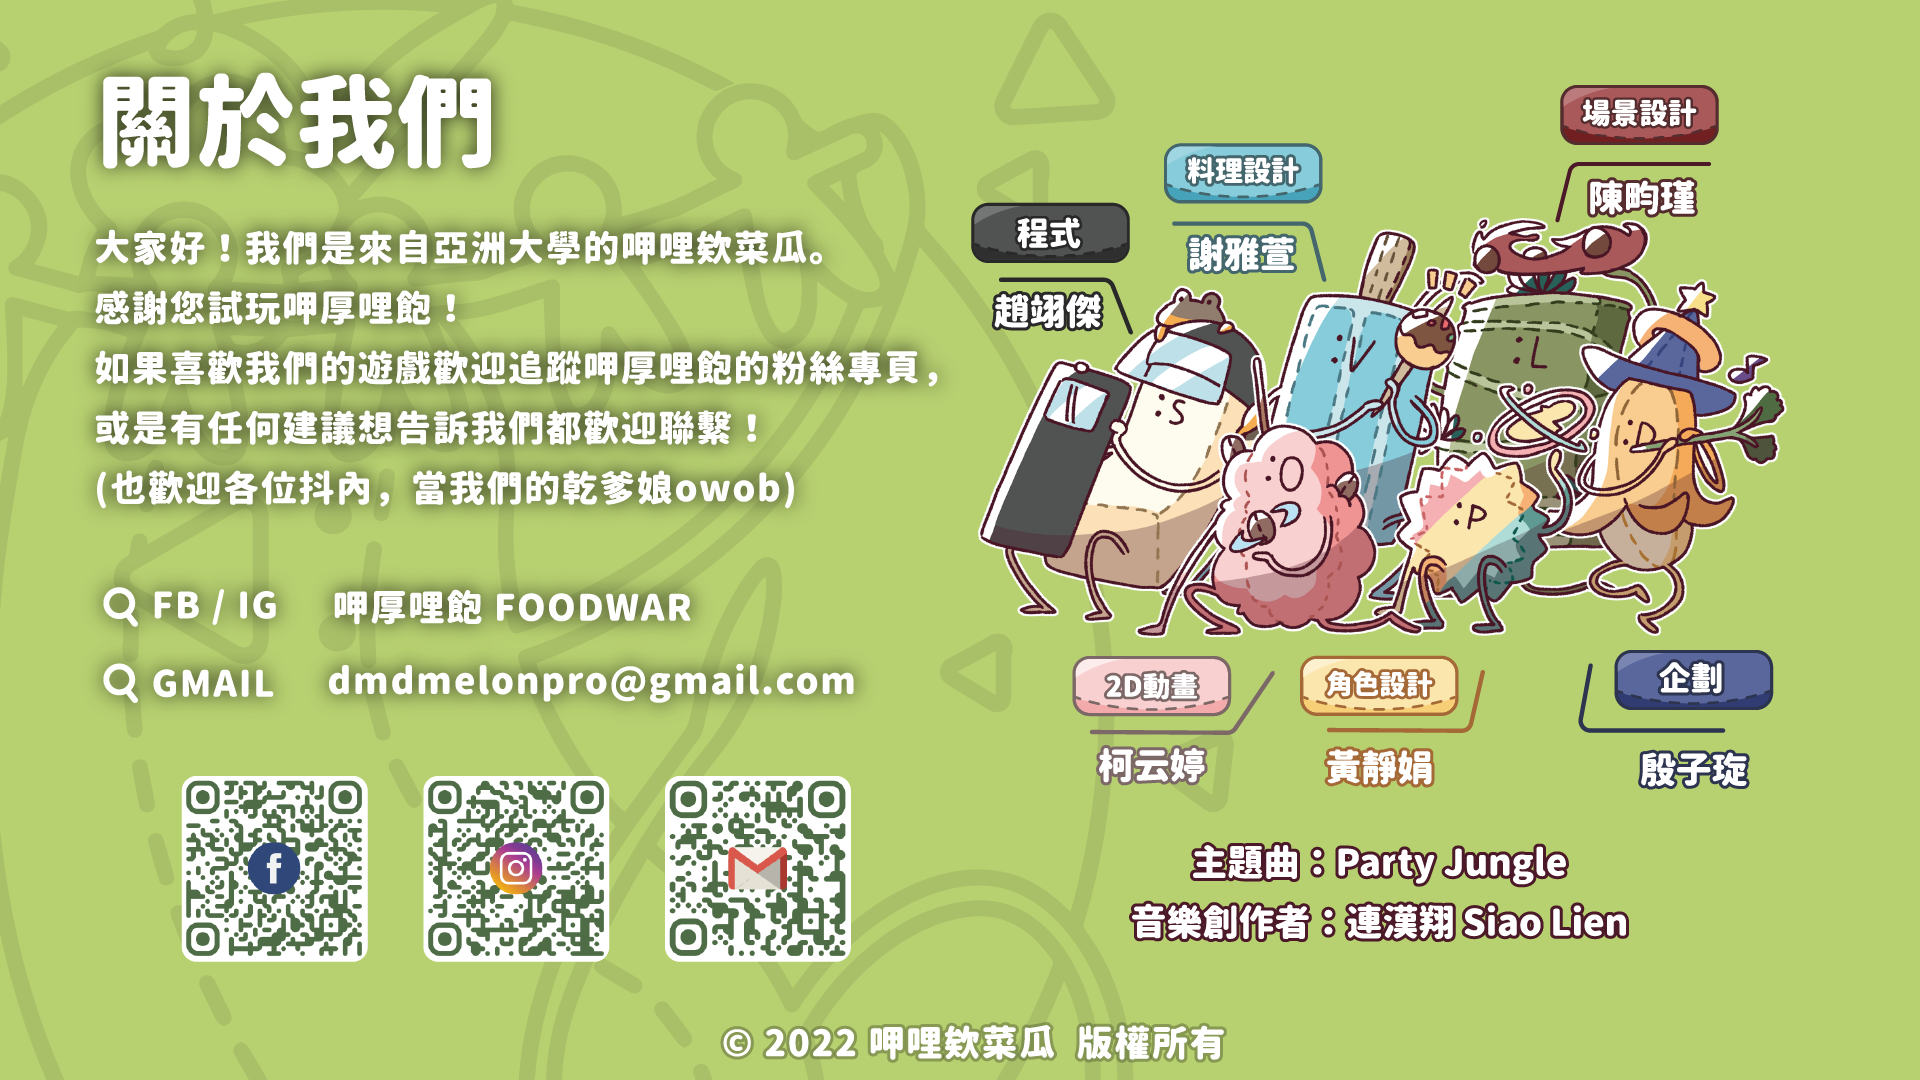 關於我們
大家好！我們是來自亞洲大學的呷哩欸菜瓜。
感謝您試玩呷厚哩飽！
如果喜歡我們的遊戲歡迎追蹤呷厚哩飽的粉絲專頁，
或是有任何建議想告訴我們都歡迎聯繫！
(也歡迎各位抖內，當我們的乾爹娘owob)
FB / IG 呷厚哩飽 FOODWAR
GMAIL dmdmelonpro@gmail.com
場景設計
陳畇瑾
料理設計
謝雅萱
程式
趙翊傑
S
V
L
O
P
D
2D動畫
柯云婷
角色設計
黃靜娟
企劃
殷子琁
主題曲：Party Jungle
音樂創作者：連漢翔 Siao Lien
© 2022 呷哩欸菜瓜 版權所有